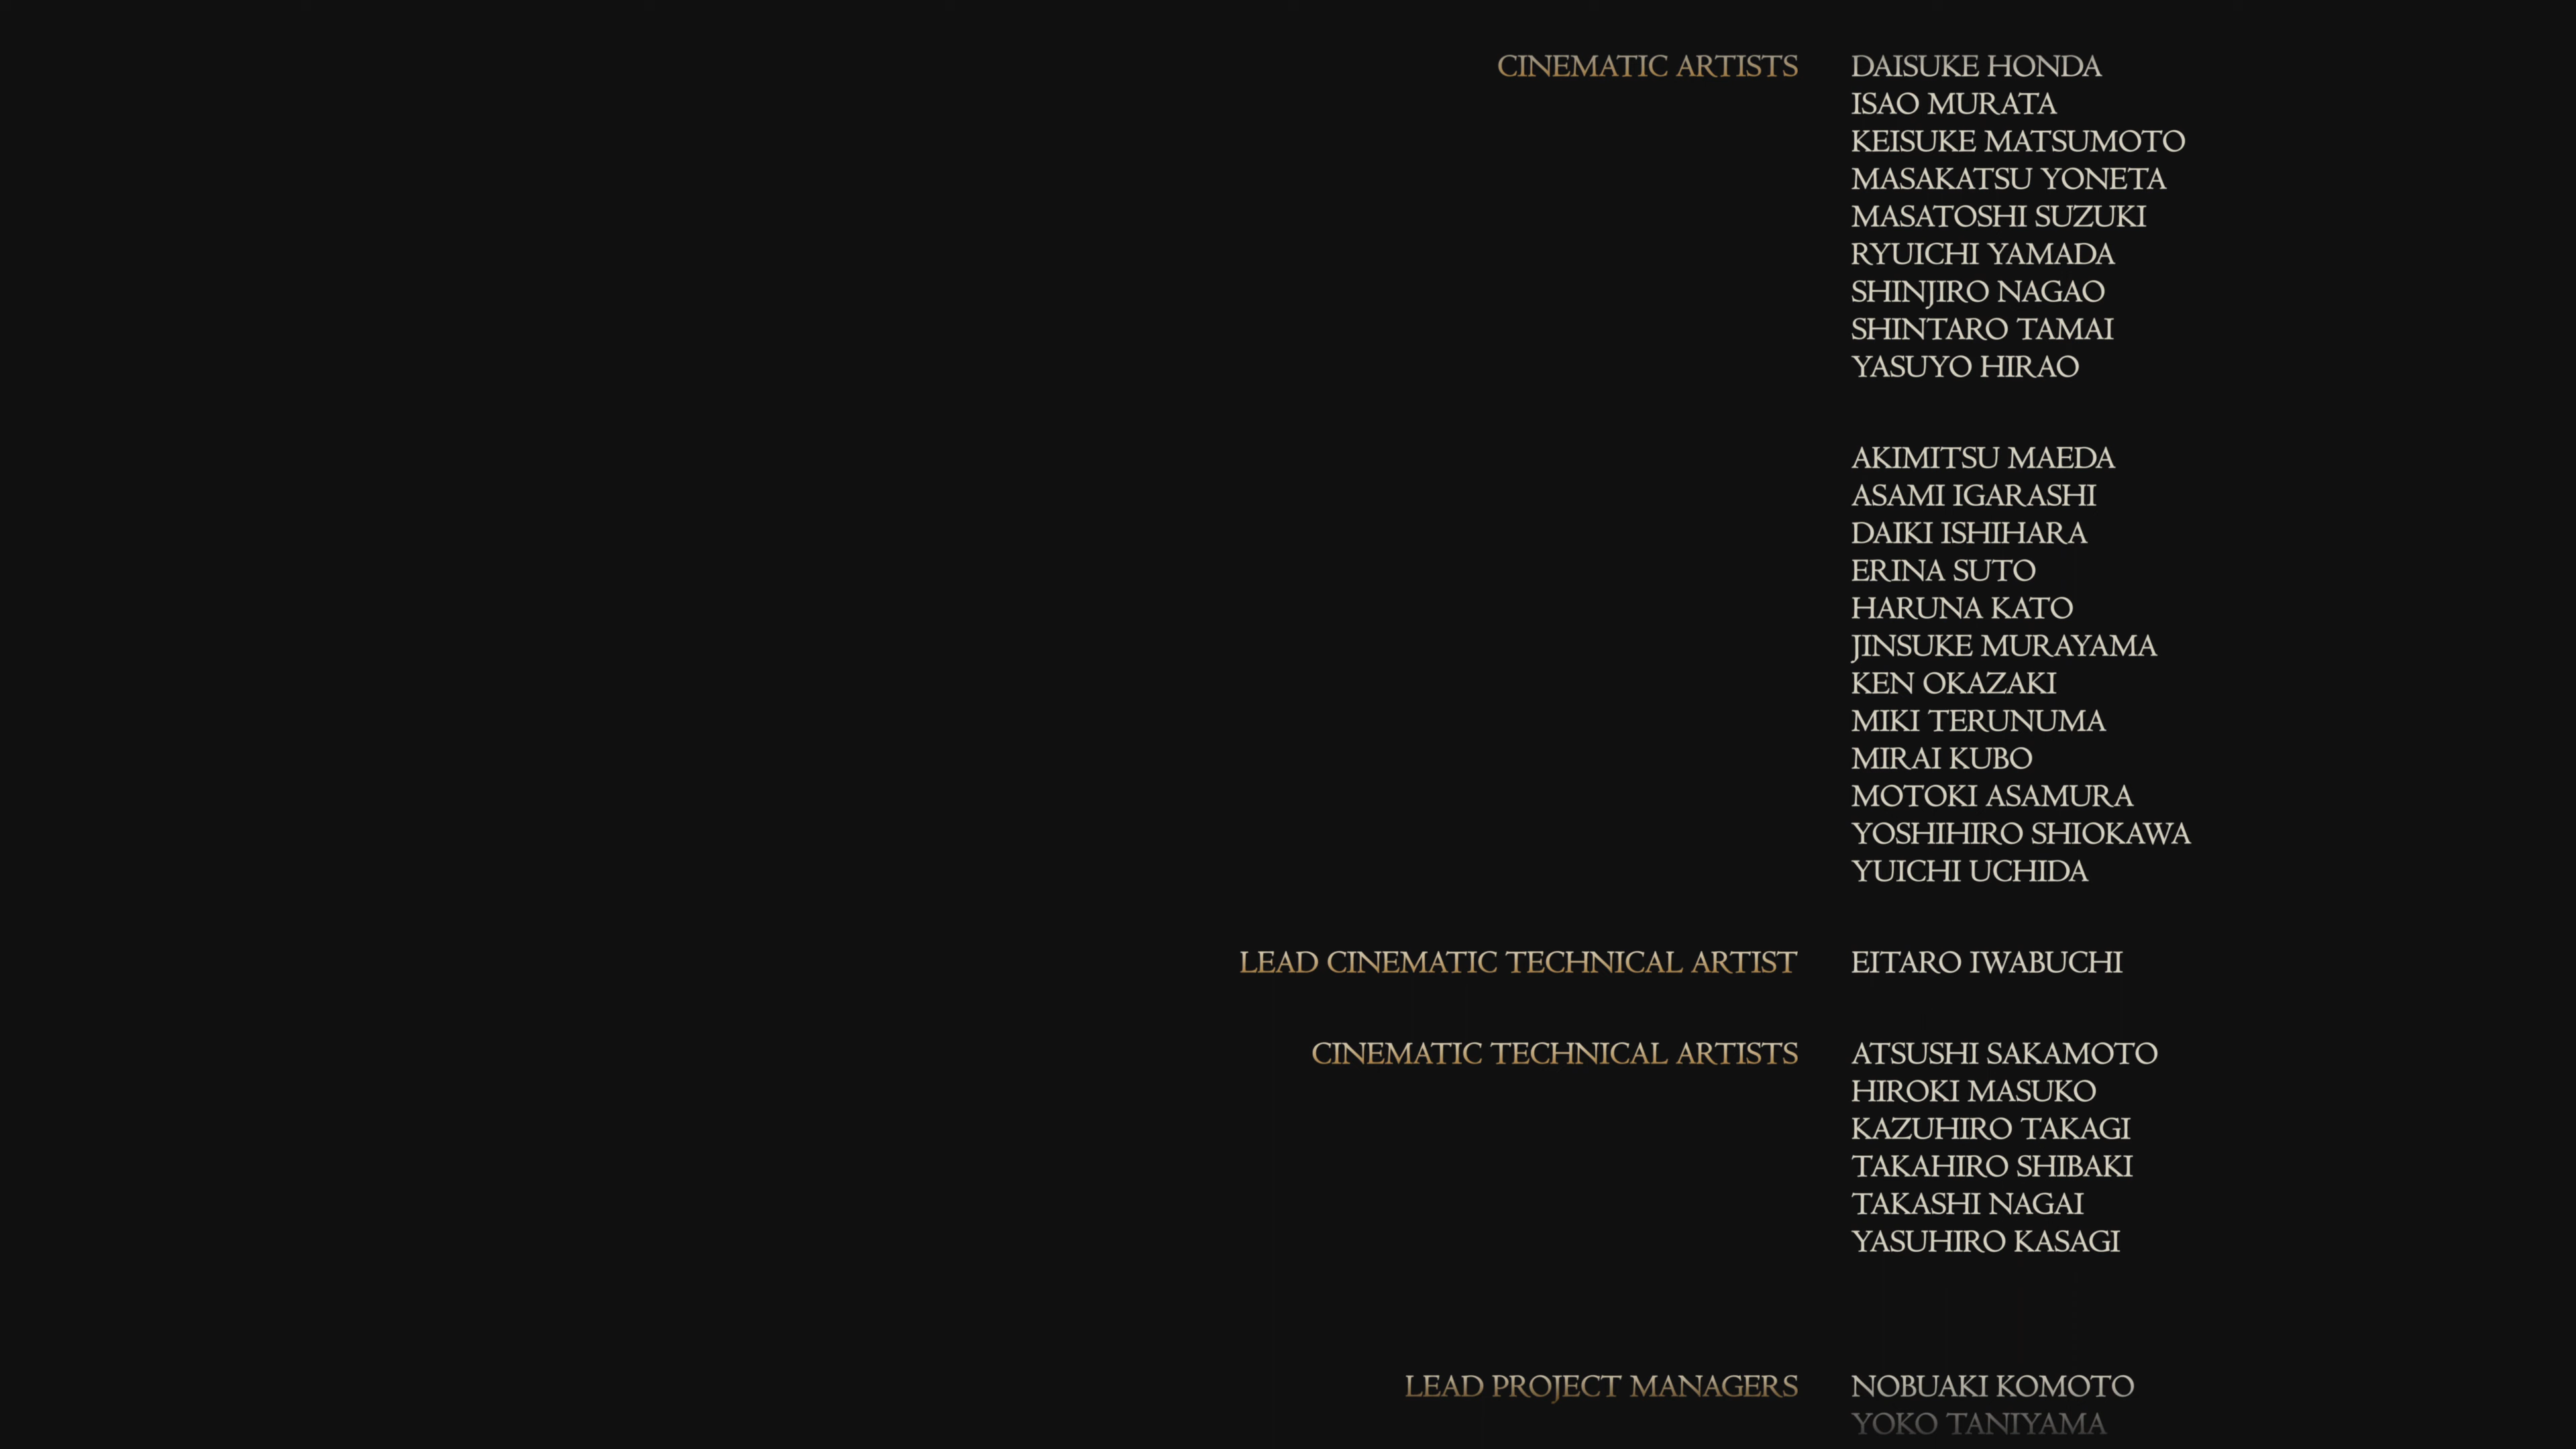 CINEMATIC ARTISTS DAISUKE HONDA
ISAO MURATA
KEISUKE MATSUMOTO
MASAKATSU YONETA
MASATOSHI SUZUKI
RYUICHI YAMADA
SHINJIRO NAGAO
SHINTARO TAMAI
YASUYO HIRAO
AKIMITSU MAEDA
ASAMI IGARASHI
DAIKI ISHIHARA
ERINA SUTO
HARUNA KATO
JINSUKE MURAYAMA
KEN OKAZAKI
MIKI TERUNUMA
MIRAI KUBO
MOTOKI ASAMURA
YOSHIHIRO SHIOKAWA
YUICHI UCHIDA
LEAD CINEMATIC TECHNICAL ARTIST EITARO IWABUCHI
CINEMATIC TECHNICAL ARTISTS ATSUSHI SAKAMOTO
HIROKI MASUKO
KAZUHIRO TAKAGI
TAKAHIRO SHIBAKI
TAKASHI NAGAI
YASUHIRO KASAGI
LEAD PROJECT MANAGERS NOBUAKI KOMOTO
YOKO TANIYAMA